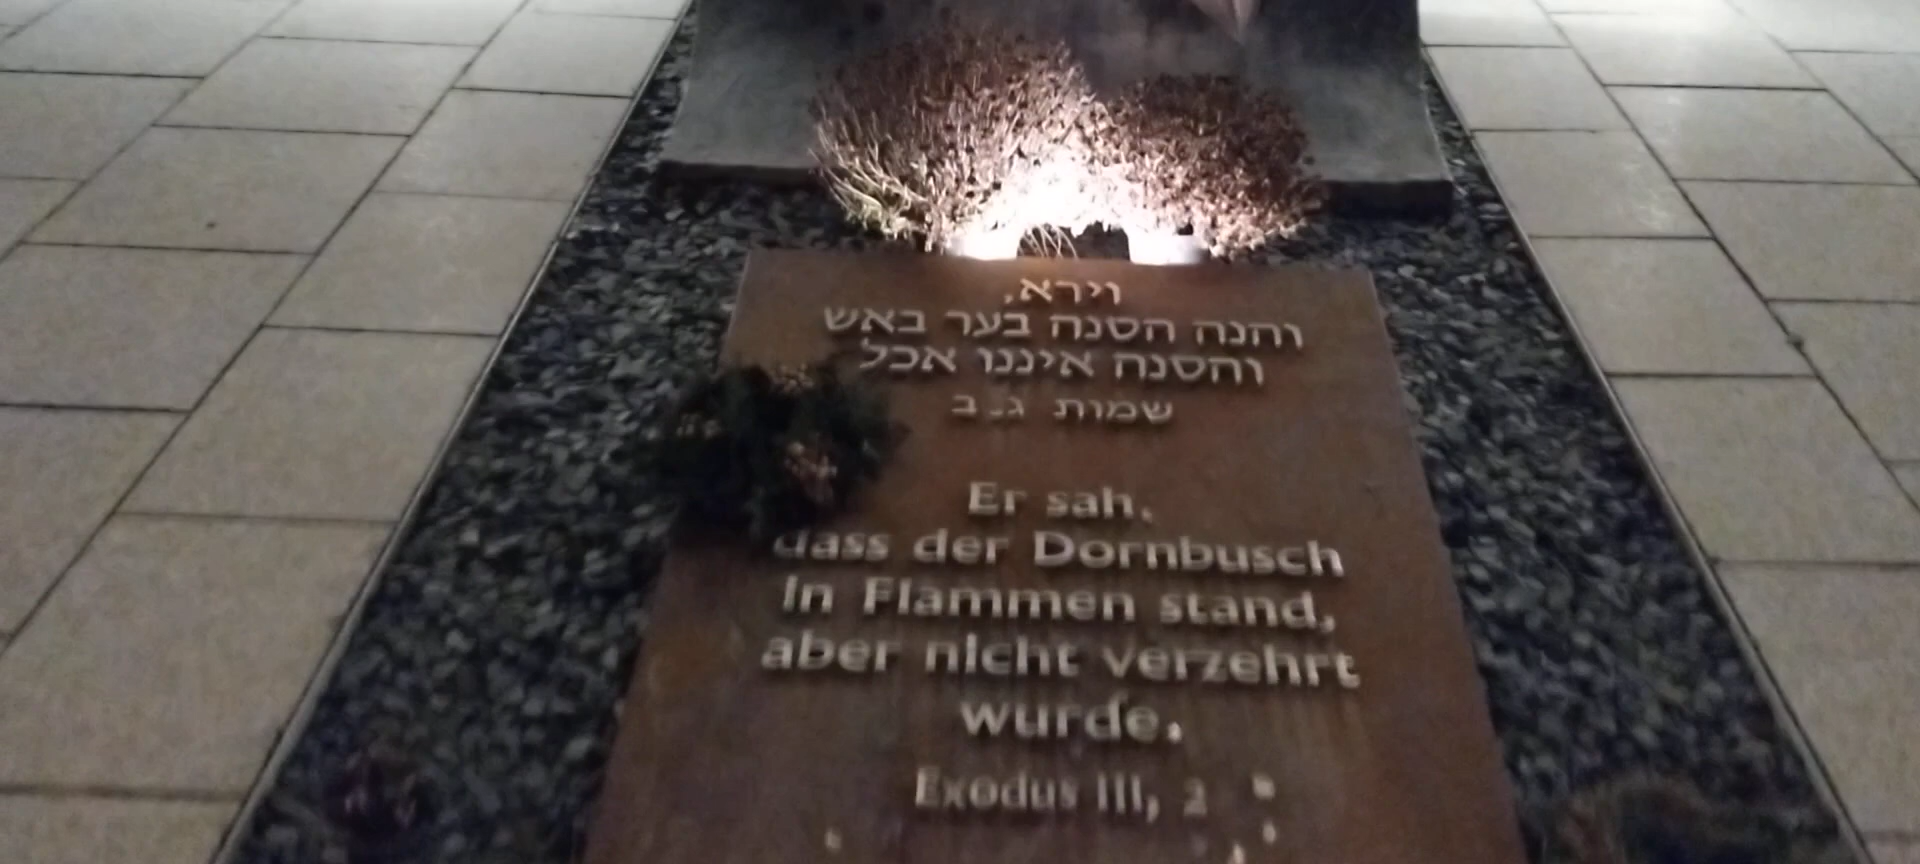 וירא,
והנה הסנה בער באש
והסנה איננו אכל
שמות ג.ב
Er sah,
dass der Dornbusch
in Flammen stand,
aber nicht verzehrt
wurde.
Exodus III, 2